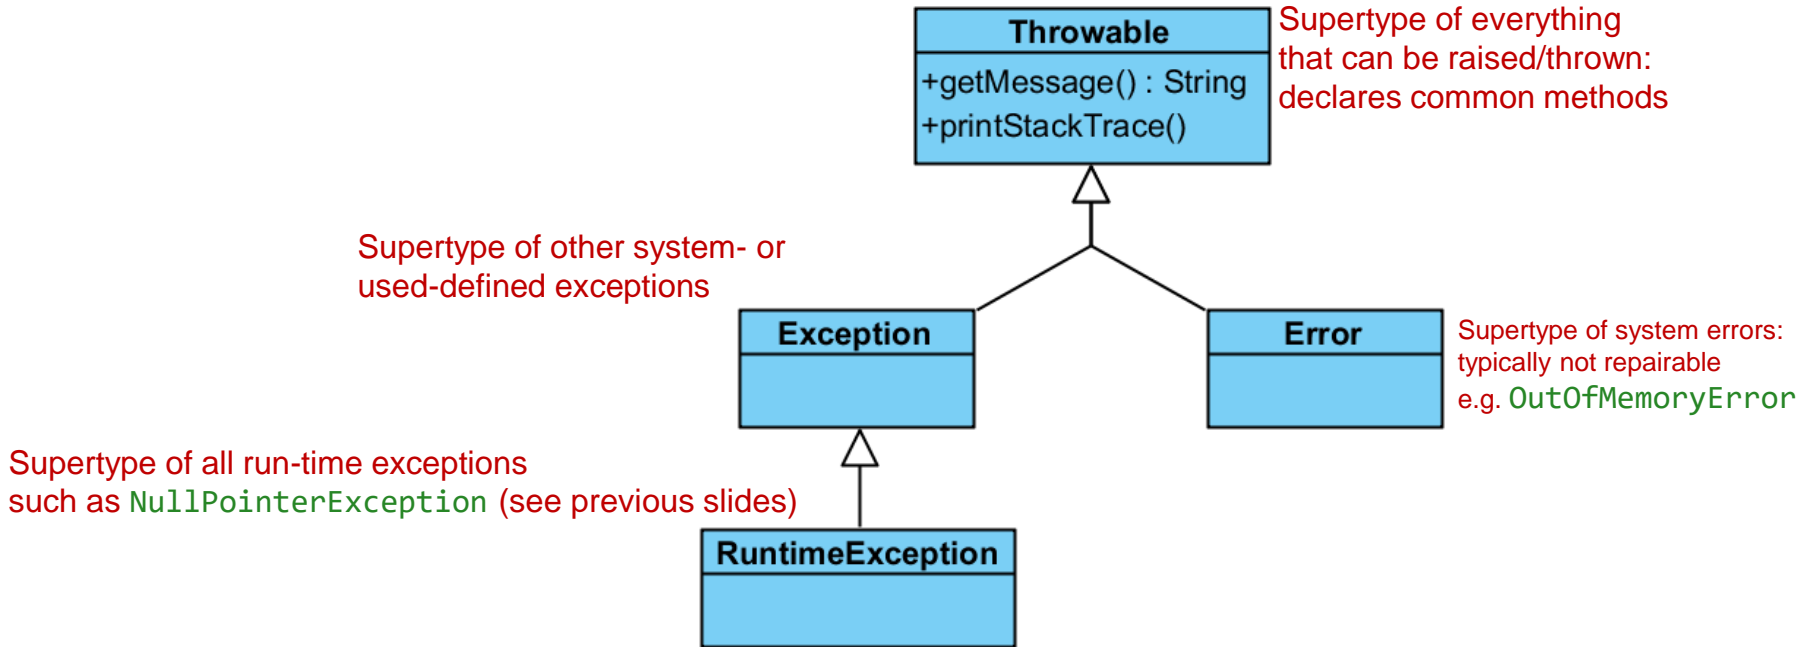 Throwable
+getMessage() : String
+printStackTrace()
Supertype of everything
that can be raised/thrown:
declares common methods
Supertype of other system- or
used-defined exceptions
Exception
Error
Supertype of system errors:
typically not repairable
e.g. OutOfMemoryError
Supertype of all run-time exceptions
such as NullPointerException (see previous slides)
RuntimeException